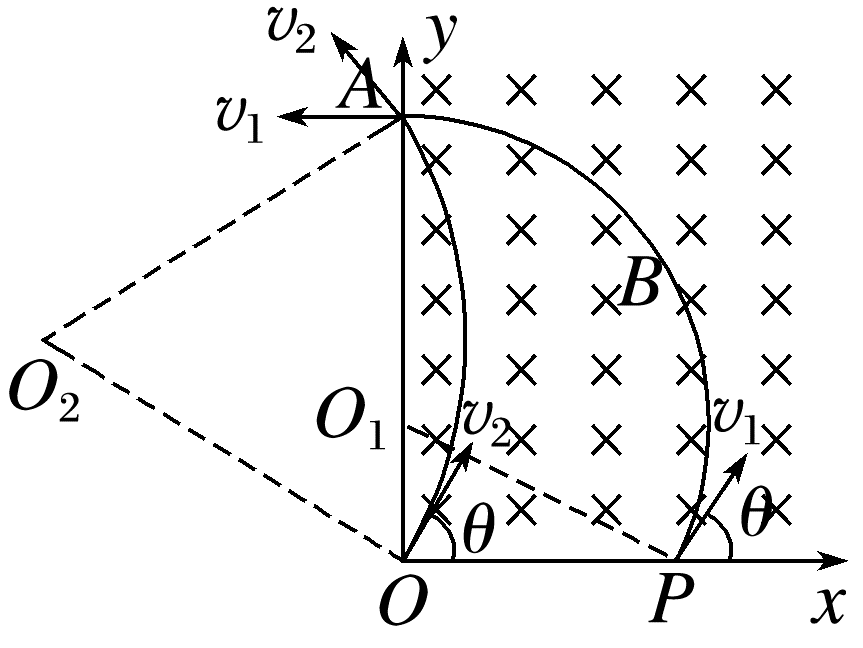 v₂
y
A
v₁
B
O₂
O₁
v₂
v₁
θ
θ
O
P
x